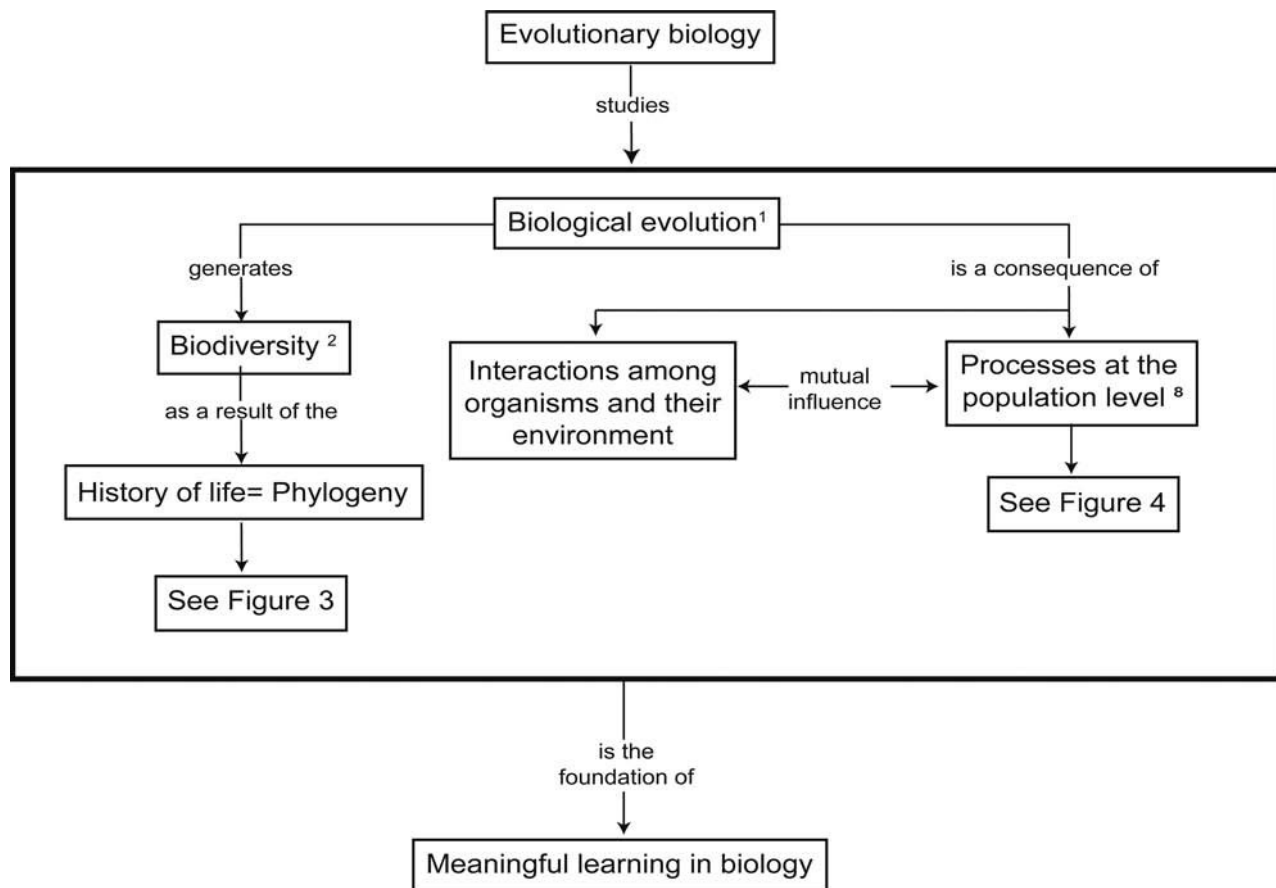 Evolutionary biology
studies
Biological evolution¹
generates
is a consequence of
Biodiversity ²
Interactions among
organisms and their
environment
mutual
influence
Processes at the
population level ⁸
as a result of the
History of life= Phylogeny
See Figure 4
See Figure 3
is the
foundation of
Meaningful learning in biology